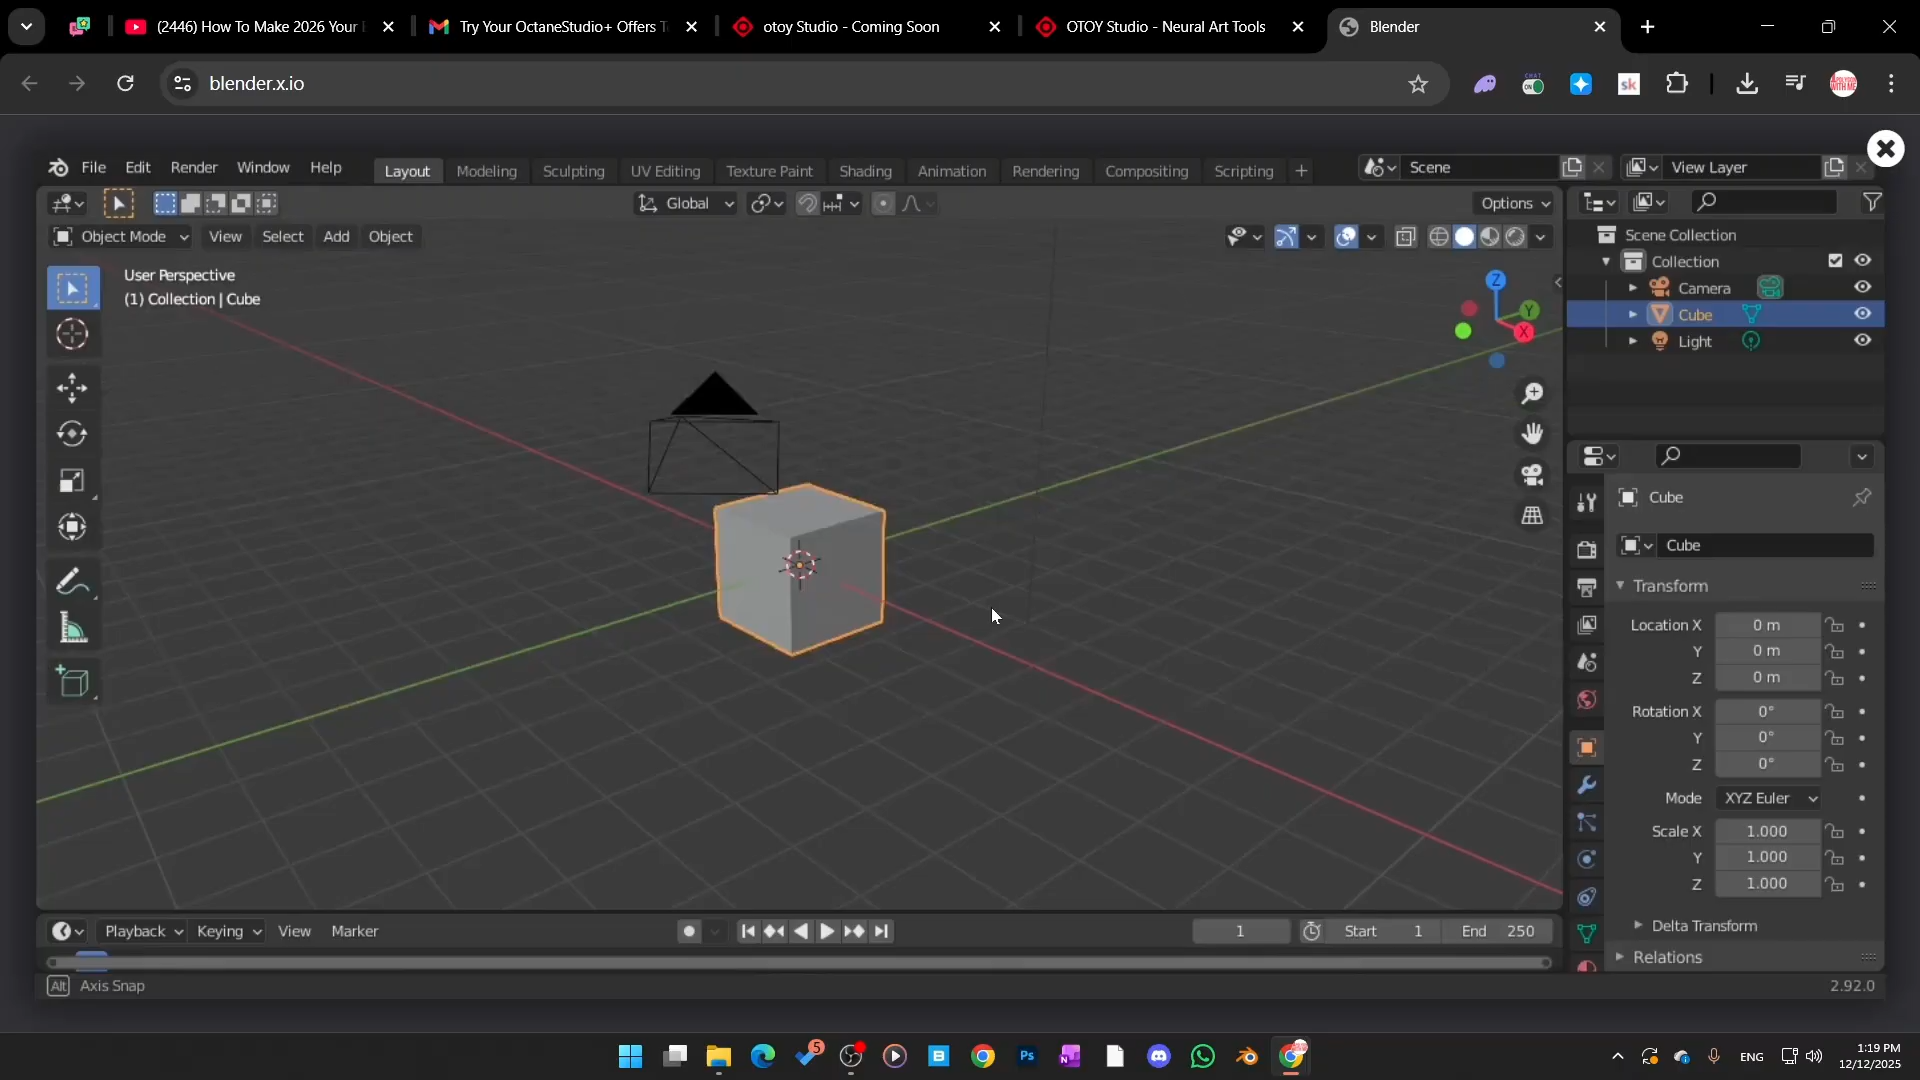 (2446) How To Make 2026 Your
Try Your OctaneStudio+ Offers
otoy Studio - Coming Soon
OTOY Studio - Neural Art Tools
Blender
blender.x.io
CHAT
ON
sk
File Edit Render Window Help
Layout Modeling Sculpting UV Editing Texture Paint Shading Animation Rendering Compositing Scripting +
Scene
View Layer
Global
Options
Object Mode View Select Add Object
User Perspective
(1) Collection | Cube
Z
Y
X
Scene Collection
Collection
Camera
Cube
Light
Cube
Cube
Transform
Location X 0 m
Y 0 m
Z 0 m
Rotation X 0°
Y 0°
Z 0°
Mode XYZ Euler
Scale X 1.000
Y 1.000
Z 1.000
Delta Transform
Relations
Playback Keying View Marker
1
Start 1
End 250
Alt Axis Snap
2.92.0
5
Ps
N
ENG
1:19 PM
12/12/2025